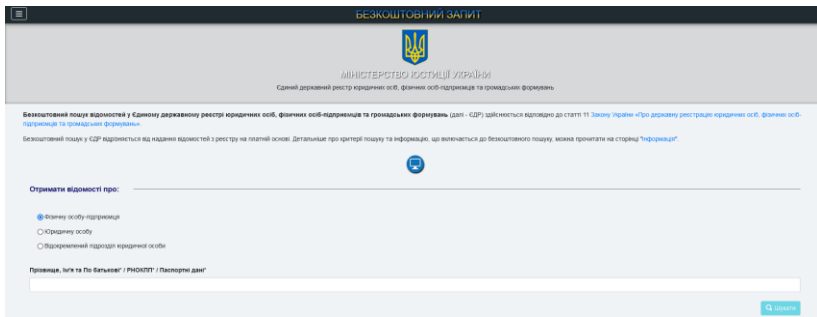 БЕЗКОШТОВНИЙ ЗАПИТ
МІНІСТЕРСТВО ЮСТИЦІЇ УКРАЇНИ
Єдиний державний реєстр юридичних осіб, фізичних осіб-підприємців та громадських формувань
Безкоштовний пошук відомостей у Єдиному державному реєстрі юридичних осіб, фізичних осіб-підприємців та громадських формувань (далі - ЄДР) здійснюється відповідно до статті 11 Закону України «Про державну реєстрацію юридичних осіб, фізичних осіб-
підприємців та громадських формувань».
Безкоштовний пошук у ЄДР відрізняється від надання відомостей з реєстру на платній основі. Детальніше про критерії пошуку та інформацію, що включається до безкоштовного пошуку, можна прочитати на сторінці "Інформація".
Отримати відомості про:
Фізичну особу-підприємця
Юридичну особу
Відокремлений підрозділ юридичної особи
Прізвище, Ім'я та По батькові* / РНОКПП* / Паспортні дані*
Шукати